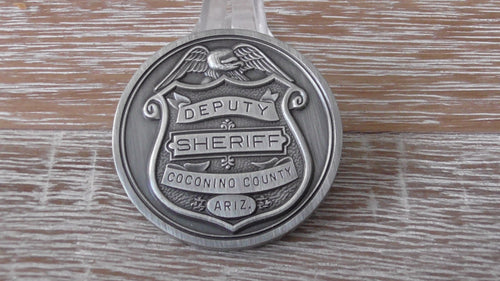 DEPUTY
SHERIFF
COCONINO COUNTY
ARIZ.